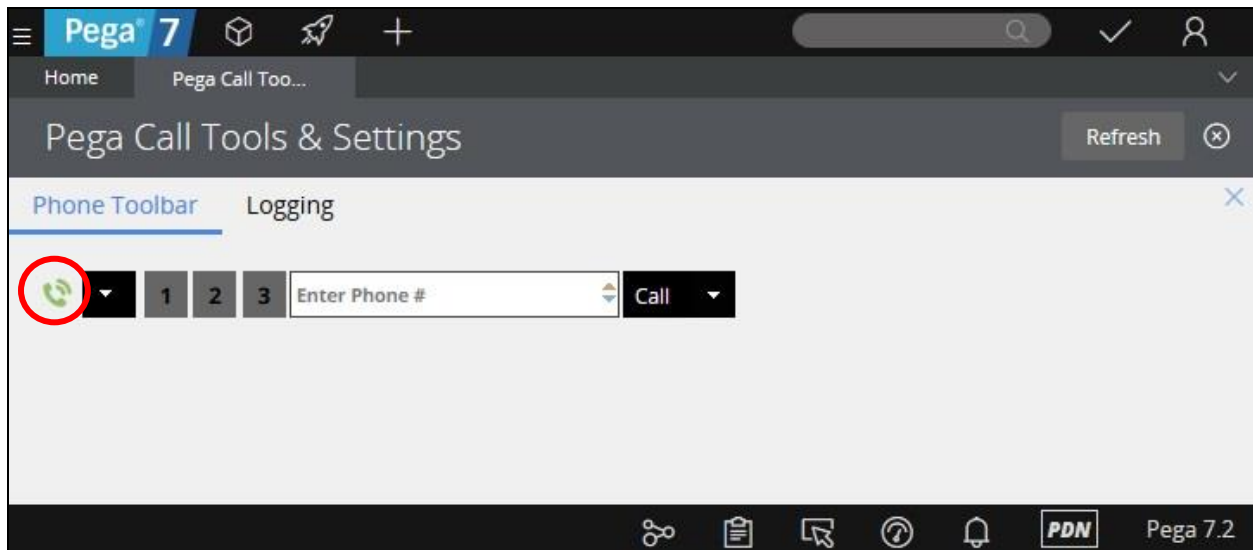 Pega® 7
Home Pega Call Too...
Pega Call Tools & Settings Refresh
Phone Toolbar Logging
1 2 3 Enter Phone # Call
PDN Pega 7.2